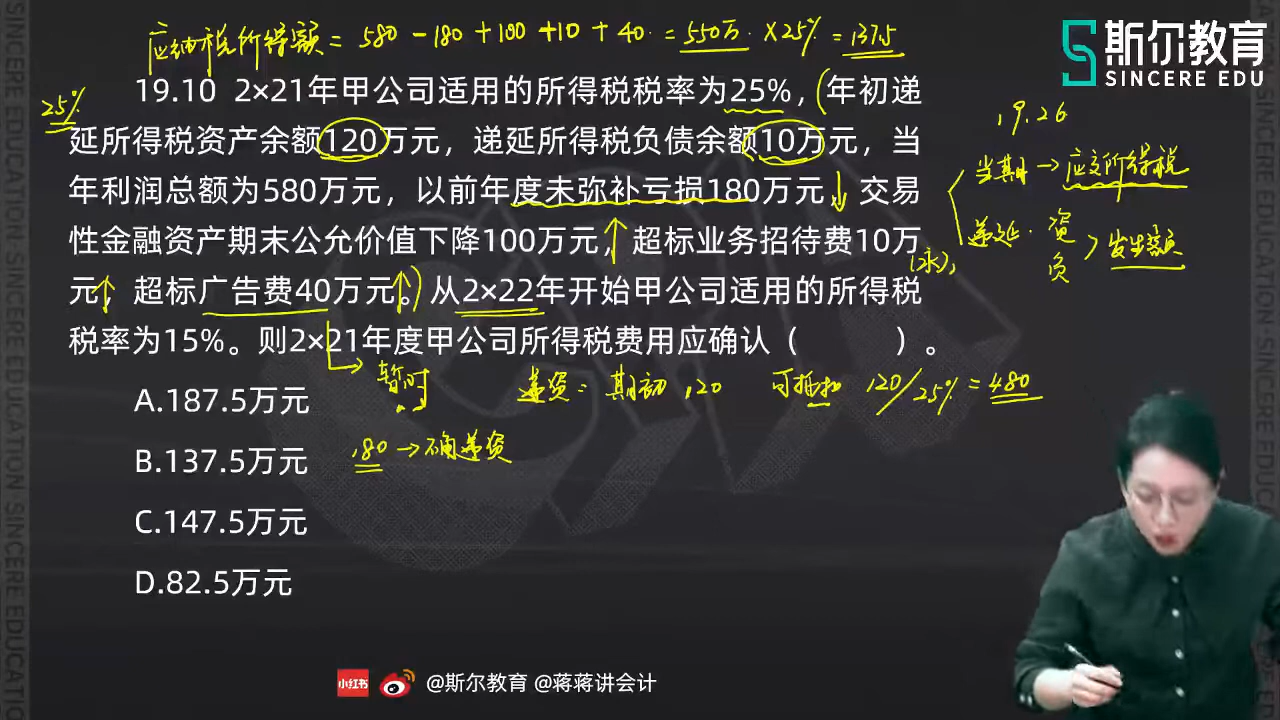 应纳税所得额 = 580 - 180 + 100 + 10 + 40 = 550万 × 25% = 137.5
斯尔教育
SINCERE EDU
19.10 2×21年甲公司适用的所得税税率为25%，年初递
25%
延所得税资产余额120万元，递延所得税负债余额10万元，当
19.26
年利润总额为580万元，以前年度未弥补亏损180万元，交易
当期 → 应交所得税
性金融资产期末公允价值下降100万元，超标业务招待费10万
递延 · 资 负 > 发生额
(永)，
元，超标广告费40万元。从2×22年开始甲公司适用的所得税
税率为15%。则2×21年度甲公司所得税费用应确认（ ）。
暂时
递资：期初 120 可抵扣 120/25% = 480
A.187.5万元
180 → 不确递资
B.137.5万元
C.147.5万元
D.82.5万元
小红书
@斯尔教育 @蒋蒋讲会计
SINCERE EDUCATION SINCERE EDUCATION